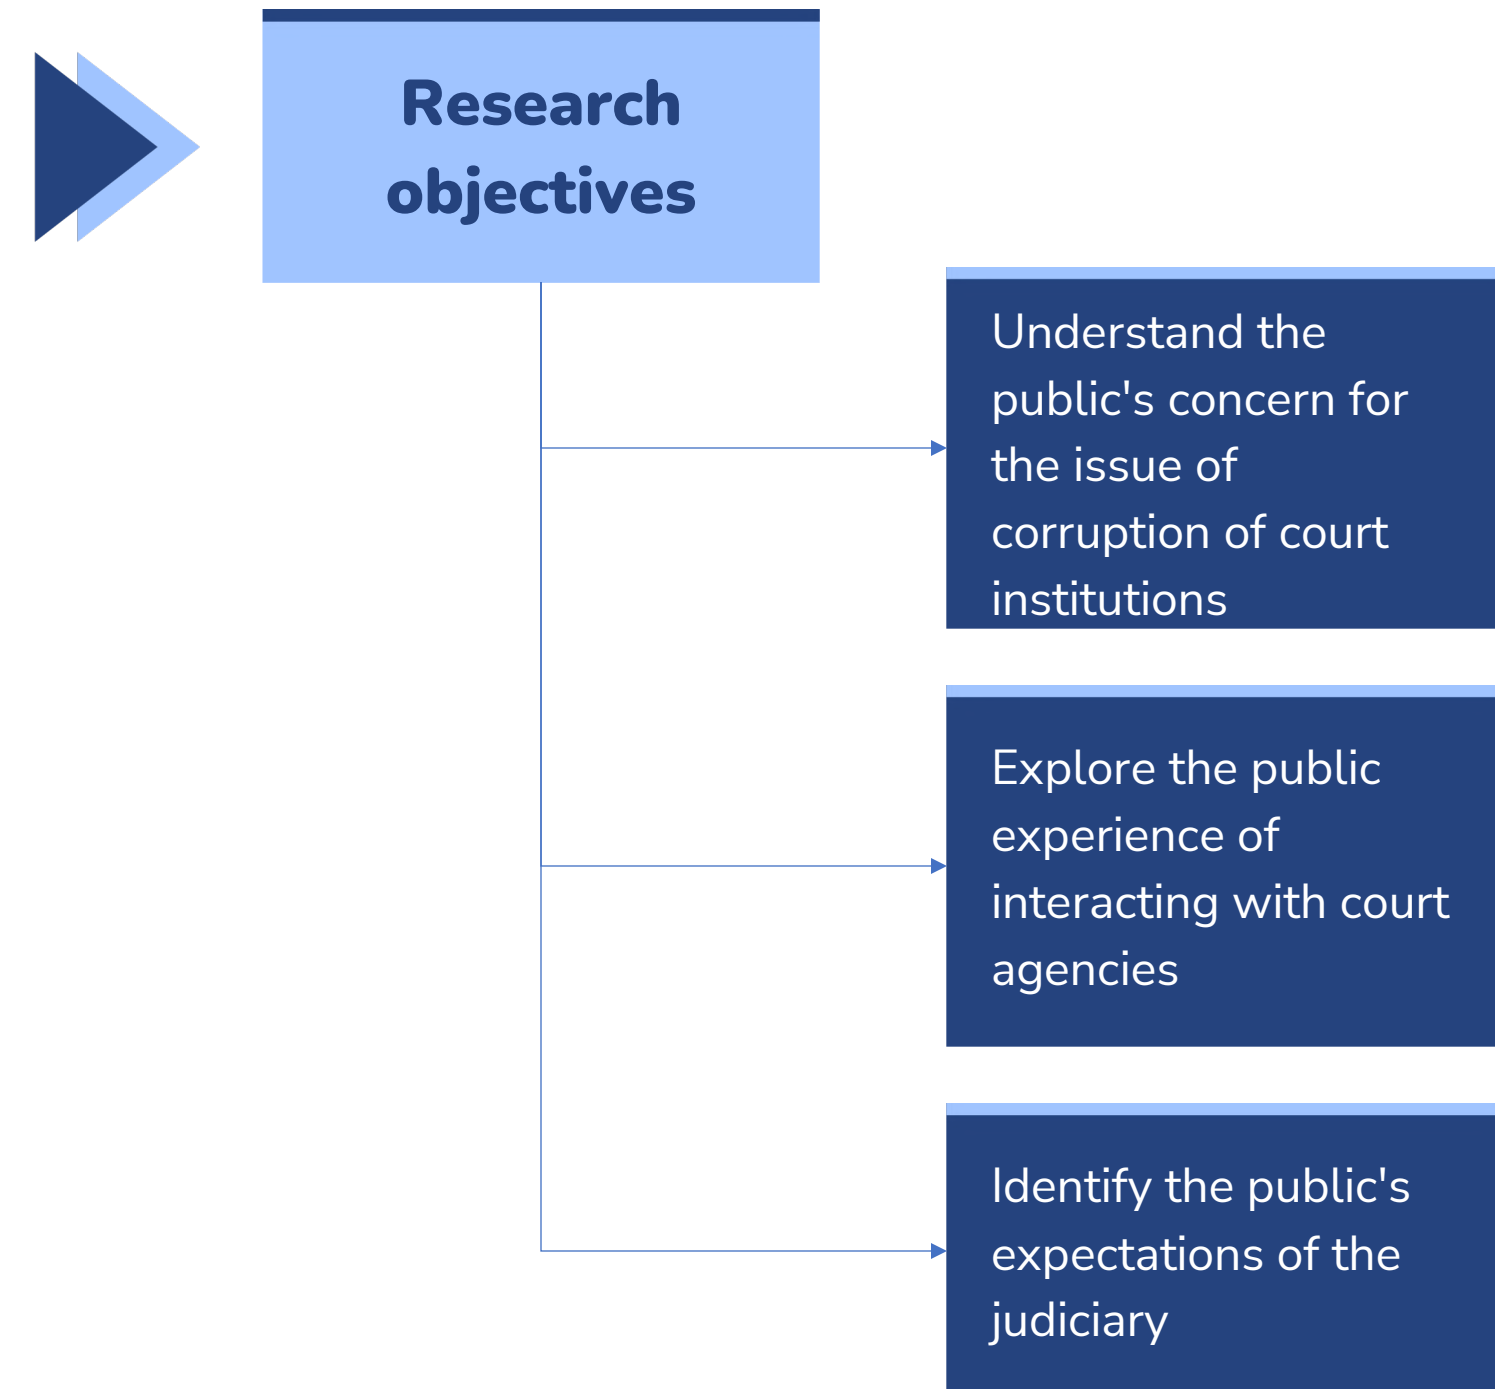 Research
objectives
Understand the
public's concern for
the issue of
corruption of court
institutions
Explore the public
experience of
interacting with court
agencies
Identify the public's
expectations of the
judiciary